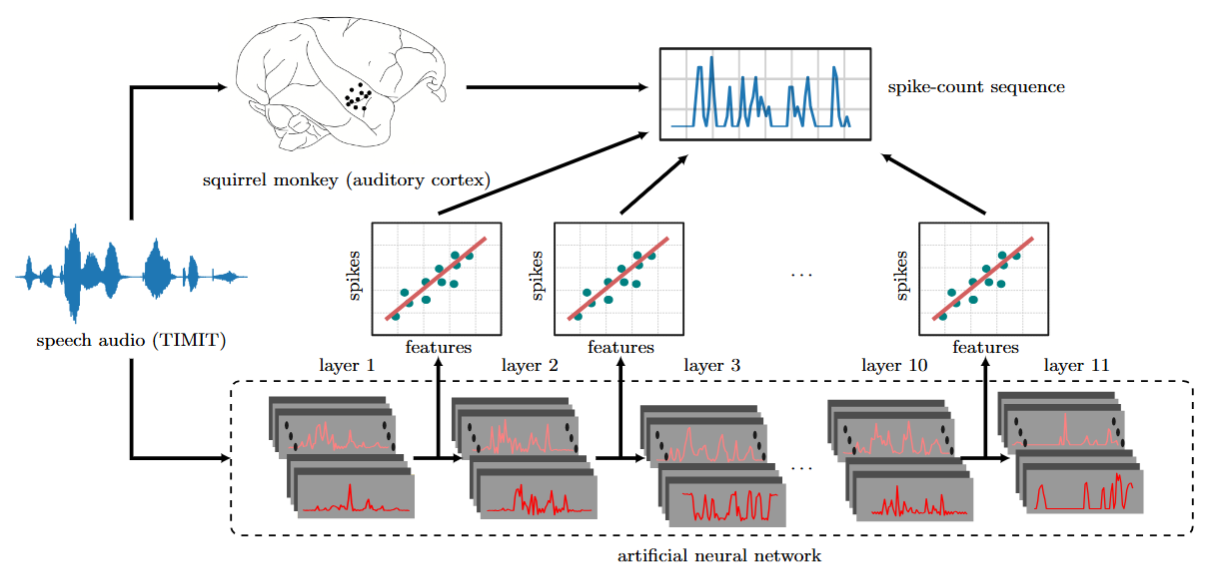 spike-count sequence
squirrel monkey (auditory cortex)
speech audio (TIMIT)
spikes
features
spikes
features
...
spikes
features
layer 1
layer 2
layer 3
layer 10
layer 11
...
artificial neural network